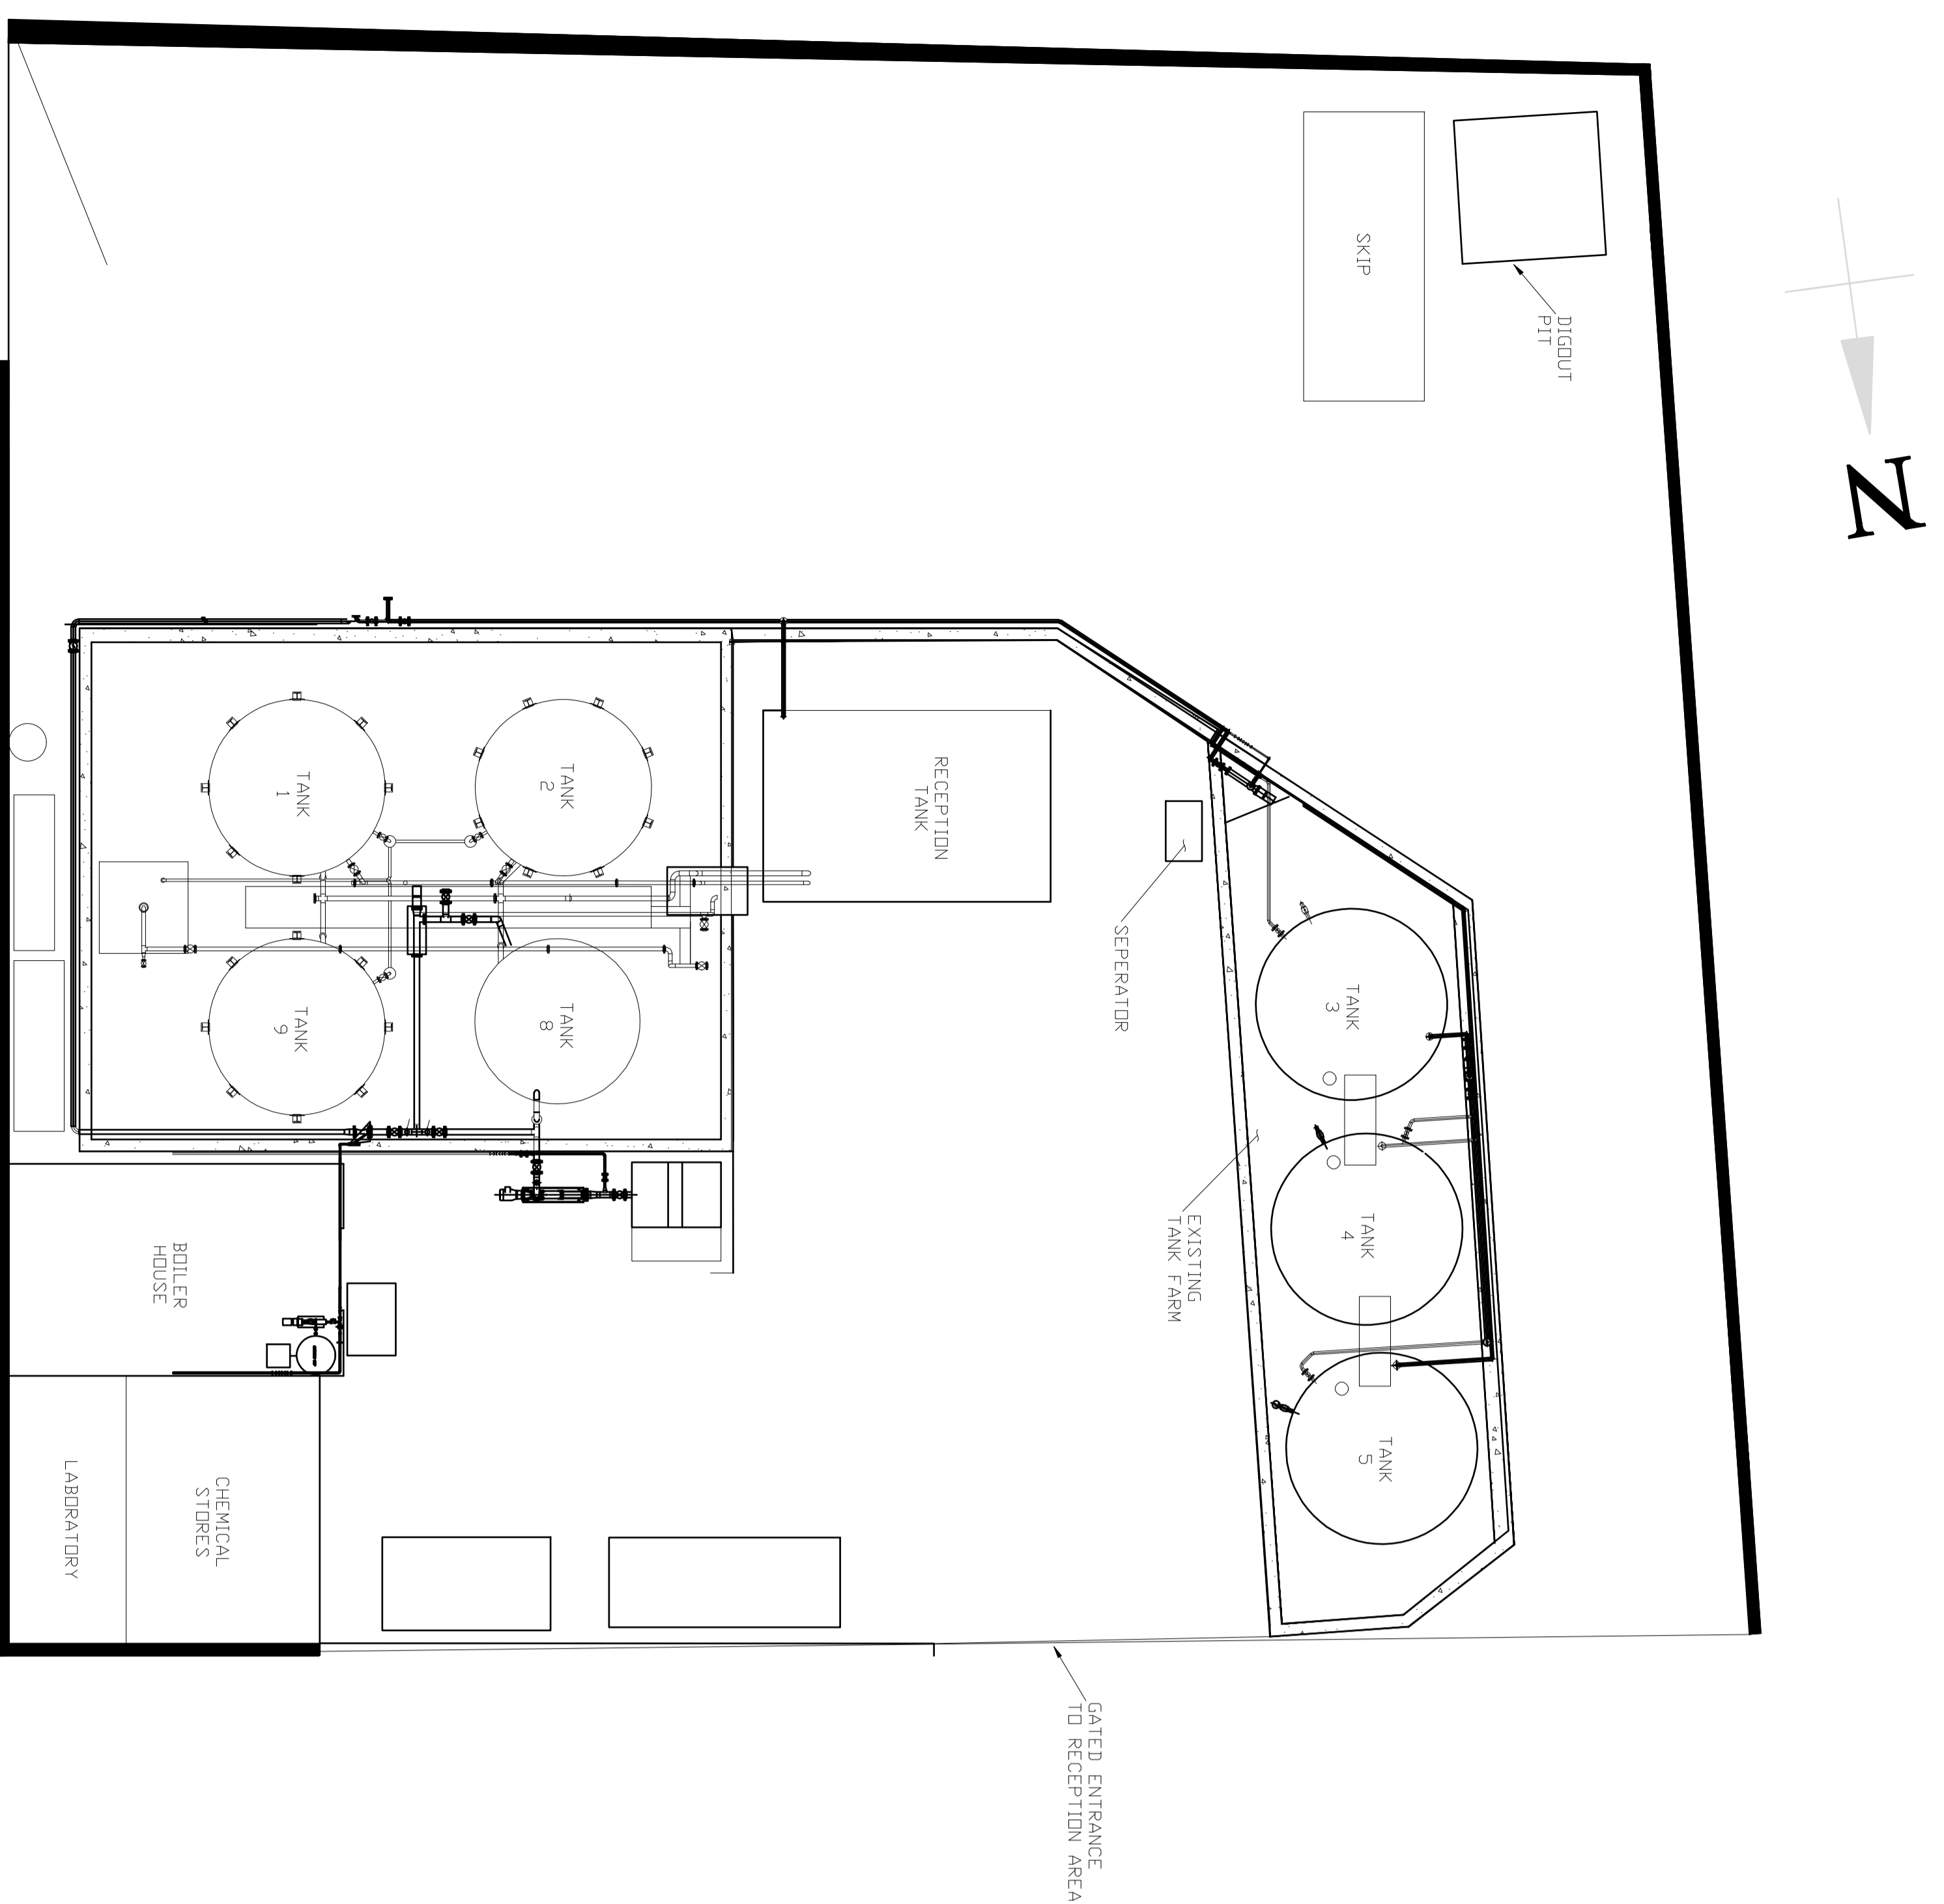 N
DIGOUT
PIT
SKIP
RECEPTION
TANK
TANK
2
TANK
1
TANK
3
SEPERATOR
TANK
8
TANK
9
TANK
4
EXISTING
TANK FARM
BOILER
HOUSE
TANK
5
CHEMICAL
STORES
LABORATORY
GATED ENTRANCE
TO RECEPTION AREA